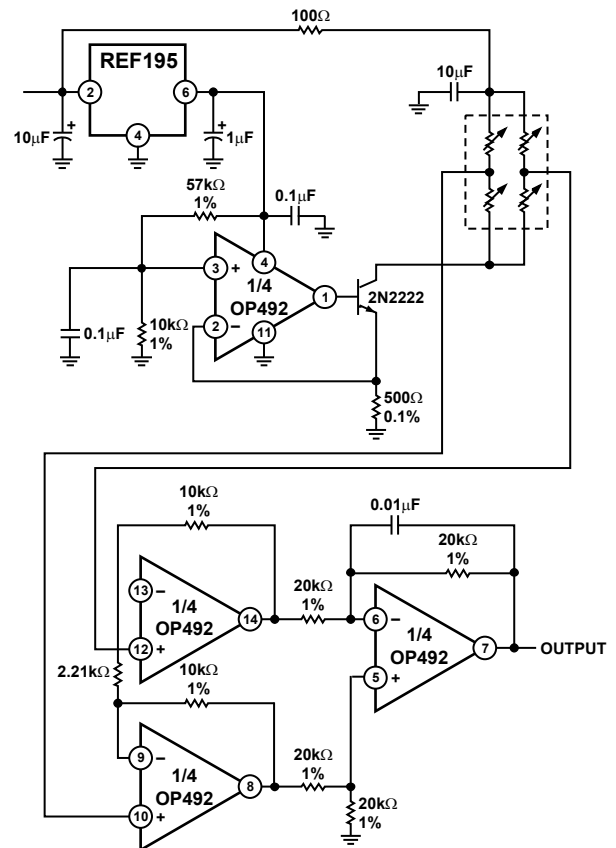 100Ω
REF195
2
6
4
10μF
+
1μF
+
10μF
57kΩ
1%
0.1μF
3
+
4
1/4
OP492
1
2
−
11
2N2222
0.1μF
10kΩ
1%
500Ω
0.1%
10kΩ
1%
13
−
1/4
OP492
14
12
+
2.21kΩ
10kΩ
1%
9
−
1/4
OP492
8
10
+
20kΩ
1%
20kΩ
1%
20kΩ
1%
0.01μF
20kΩ
1%
6
−
1/4
OP492
7
5
+
OUTPUT